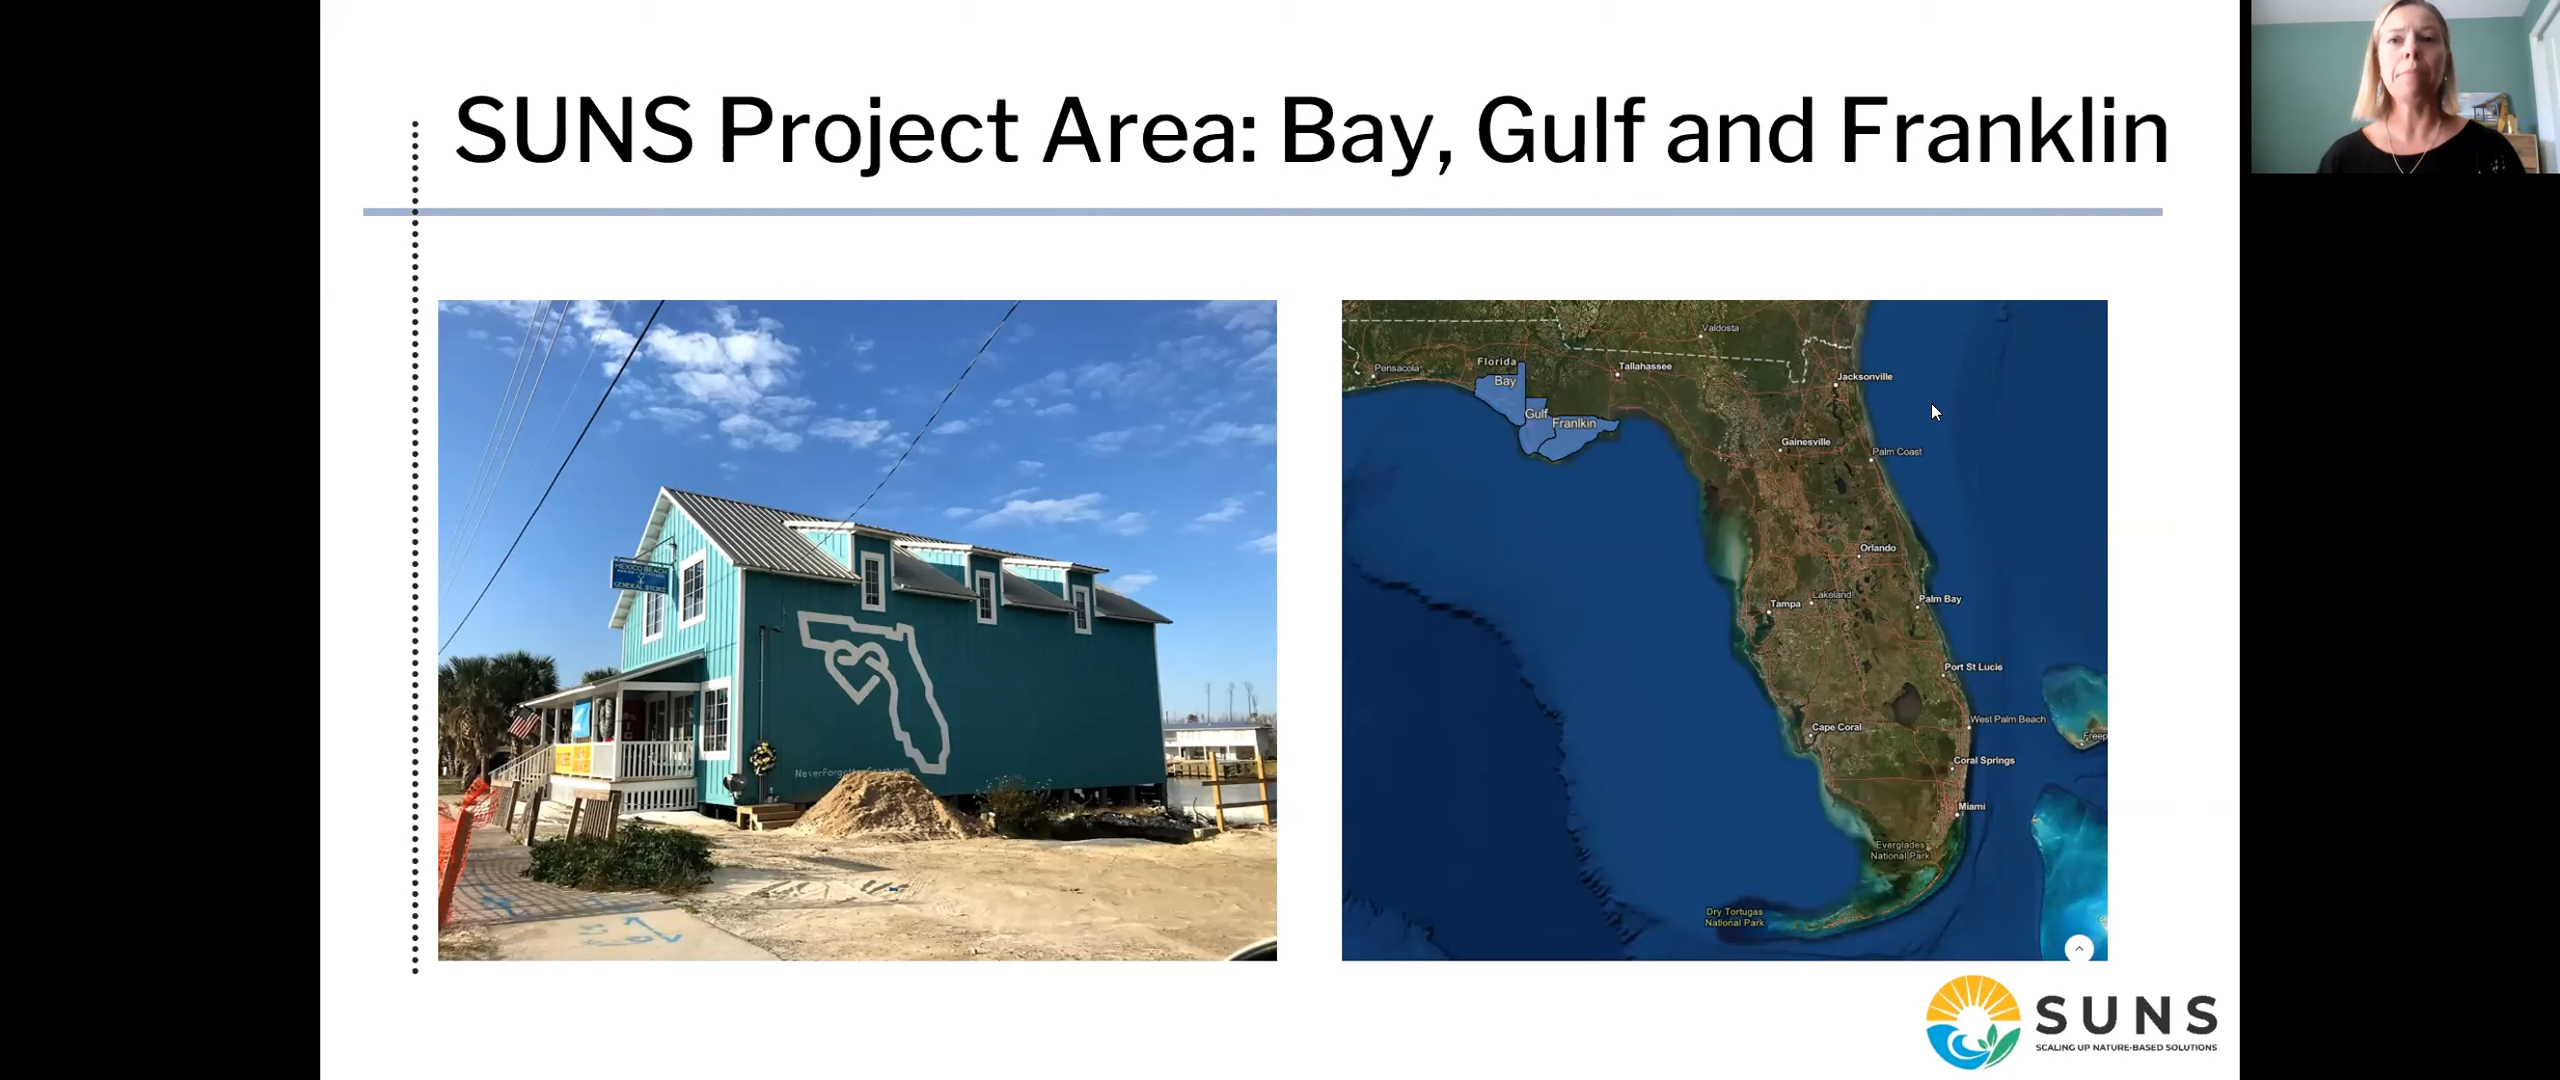 SUNS Project Area: Bay, Gulf and Franklin
MEXICO BEACH
GENERAL STORE
Valdosta
Florida
Pensacola
Tallahassee
Bay
Jacksonville
Gulf
Franlkin
Gainesville
Palm Coast
Orlando
Lakeland
Palm Bay
Tampa
Port St Lucie
West Palm Beach
Cape Coral
Freep
Coral Springs
Miami
Everglades
National Park
Dry Tortugas
National Park
SUNS
SCALING UP NATURE-BASED SOLUTIONS